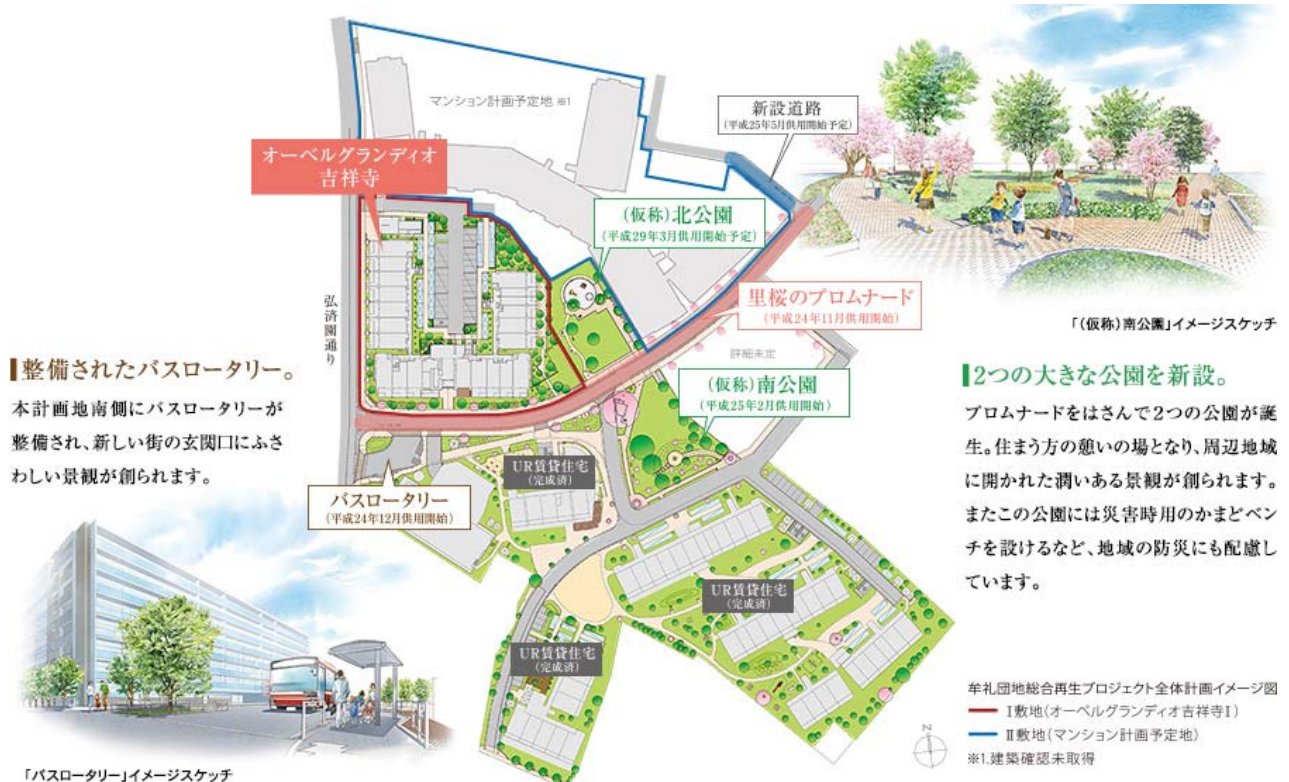 マンション計画予定地 ※1
新設道路
(平成25年5月供用開始予定)
オーベルグランディオ
吉祥寺
(仮称)北公園
(平成29年3月供用開始予定)
弘済園通り
里桜のプロムナード
(平成24年11月供用開始)
「(仮称)南公園」イメージスケッチ
詳細未定
(仮称)南公園
(平成25年2月供用開始)
整備されたバスロータリー。
本計画地南側にバスロータリーが
整備され、新しい街の玄関口にふさ
わしい景観が創られます。
2つの大きな公園を新設。
プロムナードをはさんで2つの公園が誕
生。住まう方の憩いの場となり、周辺地域
に開かれた潤いある景観が創られます。
またこの公園には災害時用のかまどベン
チを設けるなど、地域の防災にも配慮し
ています。
バスロータリー
(平成24年12月供用開始)
UR賃貸住宅
(完成済)
UR賃貸住宅
(完成済)
UR賃貸住宅
(完成済)
N
牟礼団地総合再生プロジェクト全体計画イメージ図
I敷地(オーベルグランディオ吉祥寺I)
II敷地(マンション計画予定地)
※1.建築確認未取得
「バスロータリー」イメージスケッチ